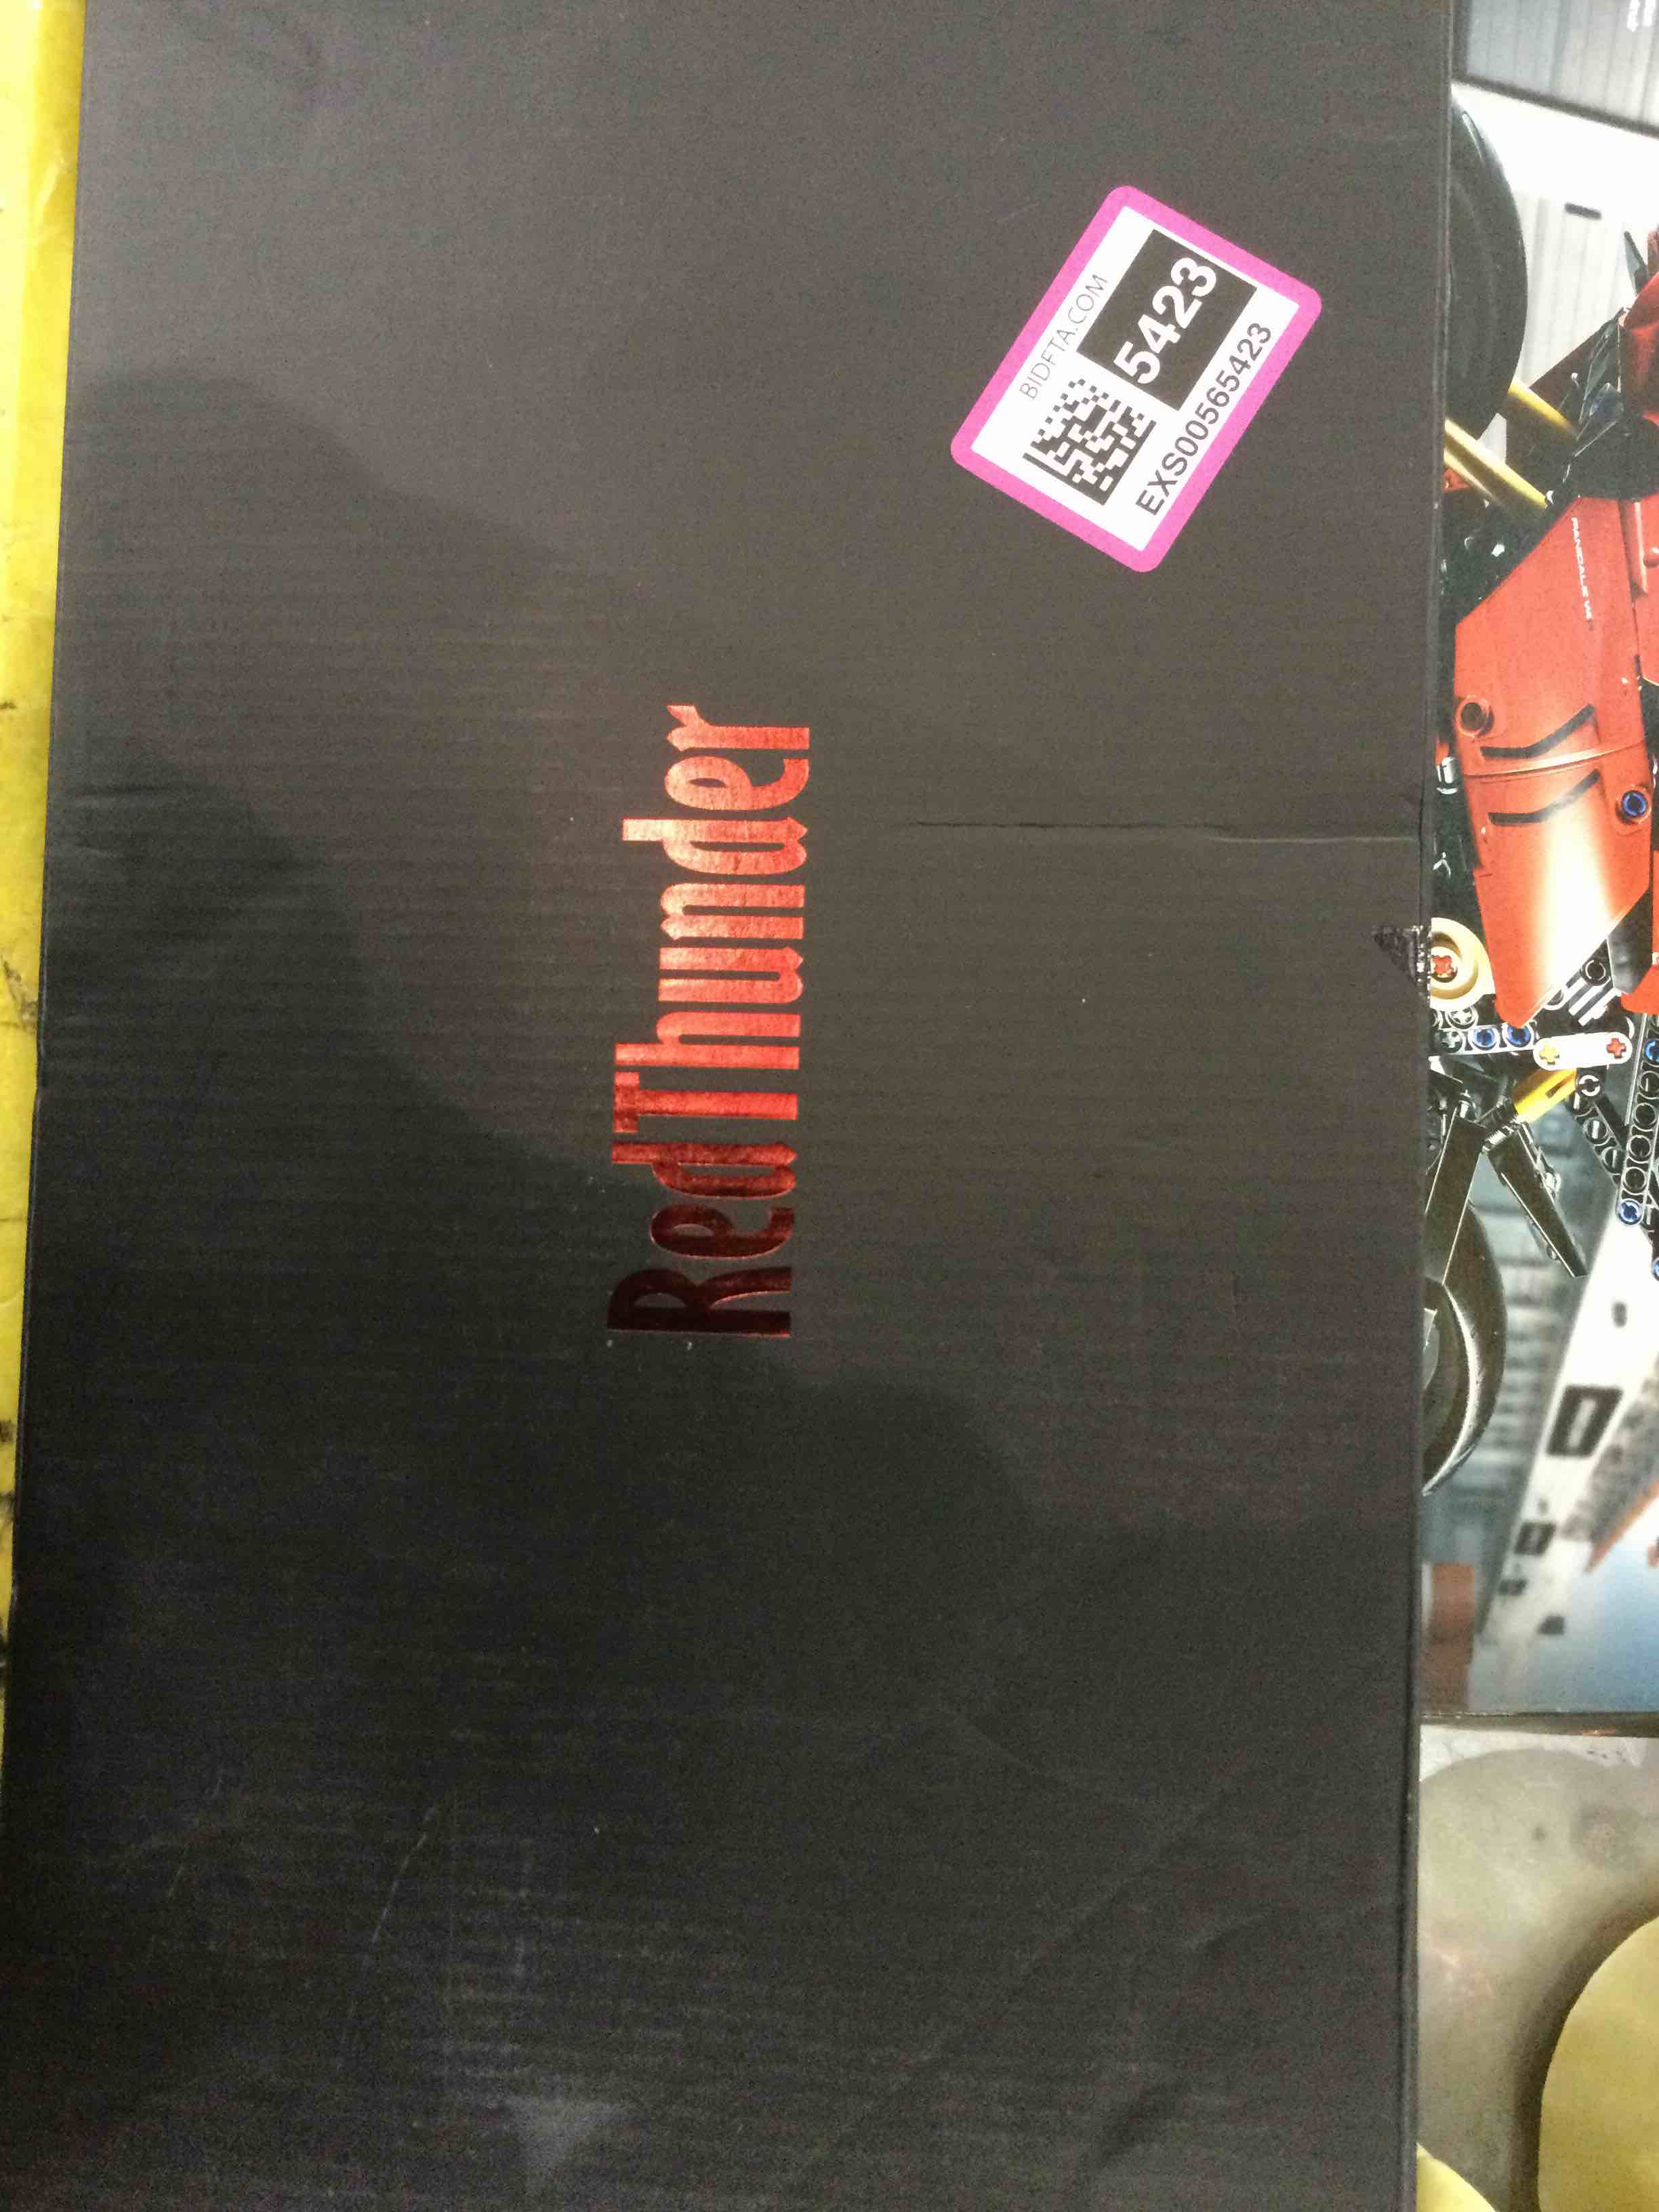 RedThunder
BIDFTA.COM
5423
EXS00565423